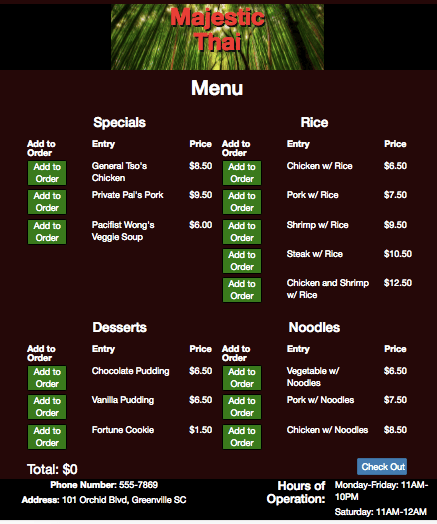 Majestic
Thai
Menu
Specials
Add to
Order
Entry
Price
Add to
Order
General Tso's
Chicken
$8.50
Add to
Order
Private Pai's Pork
$9.50
Add to
Order
Pacifist Wong's
Veggie Soup
$6.00
Rice
Add to
Order
Entry
Price
Add to
Order
Chicken w/ Rice
$6.50
Add to
Order
Pork w/ Rice
$7.50
Add to
Order
Shrimp w/ Rice
$9.50
Add to
Order
Steak w/ Rice
$10.50
Add to
Order
Chicken and Shrimp
w/ Rice
$12.50
Desserts
Add to
Order
Entry
Price
Add to
Order
Chocolate Pudding
$6.50
Add to
Order
Vanilla Pudding
$6.50
Add to
Order
Fortune Cookie
$1.50
Noodles
Add to
Order
Entry
Price
Add to
Order
Vegetable w/
Noodles
$6.50
Add to
Order
Pork w/ Noodles
$7.50
Add to
Order
Chicken w/ Noodles
$8.50
Total: $0
Check Out
Phone Number: 555-7869
Address: 101 Orchid Blvd, Greenville SC
Hours of
Operation:
Monday-Friday: 11AM-
10PM
Saturday: 11AM-12AM